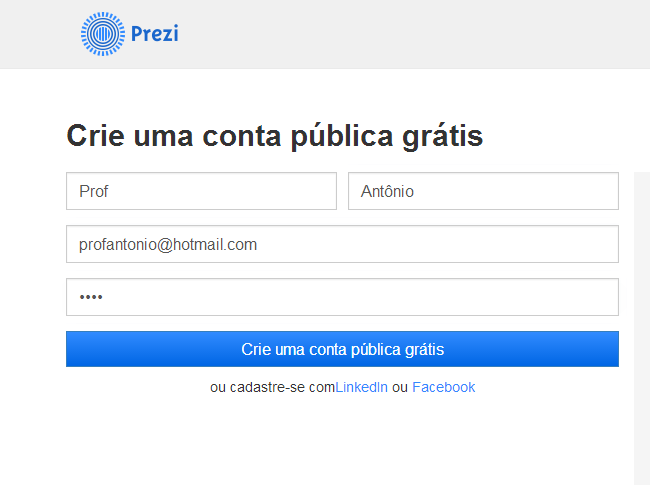 Prezi
Crie uma conta pública grátis
Prof Antônio
profantonio@hotmail.com
••••
Crie uma conta pública grátis
ou cadastre-se comLinkedIn ou Facebook